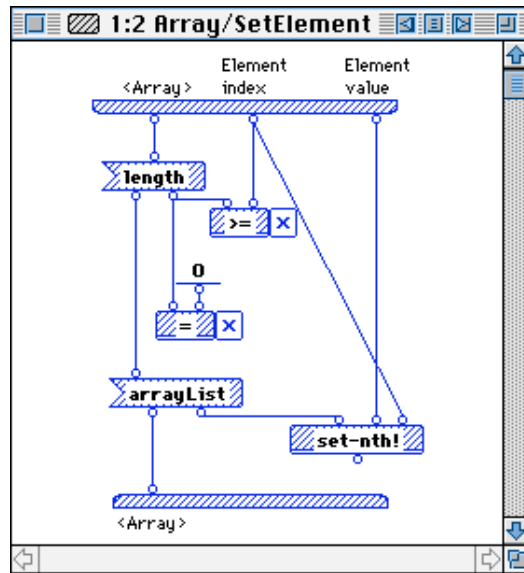 1:2 Array/SetElement
Element Element
<Array> index value
length
>=
0
=
arrayList
set-nth!
<Array>